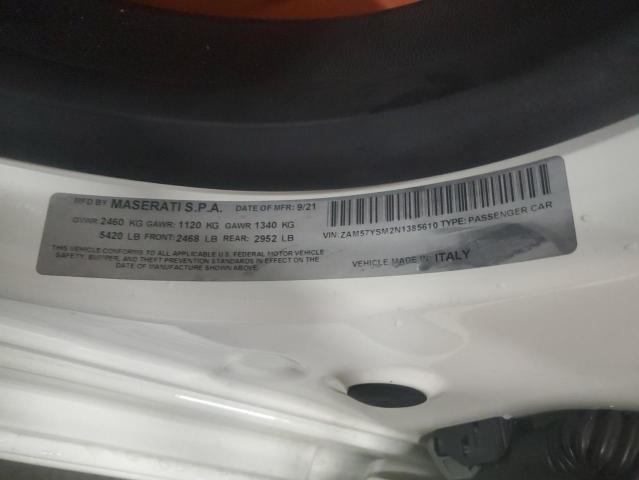 MFD BY MASERATI S.P.A. DATE OF MFR: 9/21
GVWR: 2460 KG GAWR: 1120 KG GAWR 1340 KG
5420 LB FRONT: 2468 LB REAR: 2952 LB
THIS VEHICLE CONFORMS TO ALL APPLICABLE U.S. FEDERAL MOTOR VEHICLE
SAFETY, BUMPER, AND THEFT PREVENTION STANDARDS IN EFFECT ON THE
DATE OF MANUFACTURE SHOWN ABOVE.
VIN: ZAM57YSM2N1385610 TYPE: PASSENGER CAR
VEHICLE MADE IN ITALY